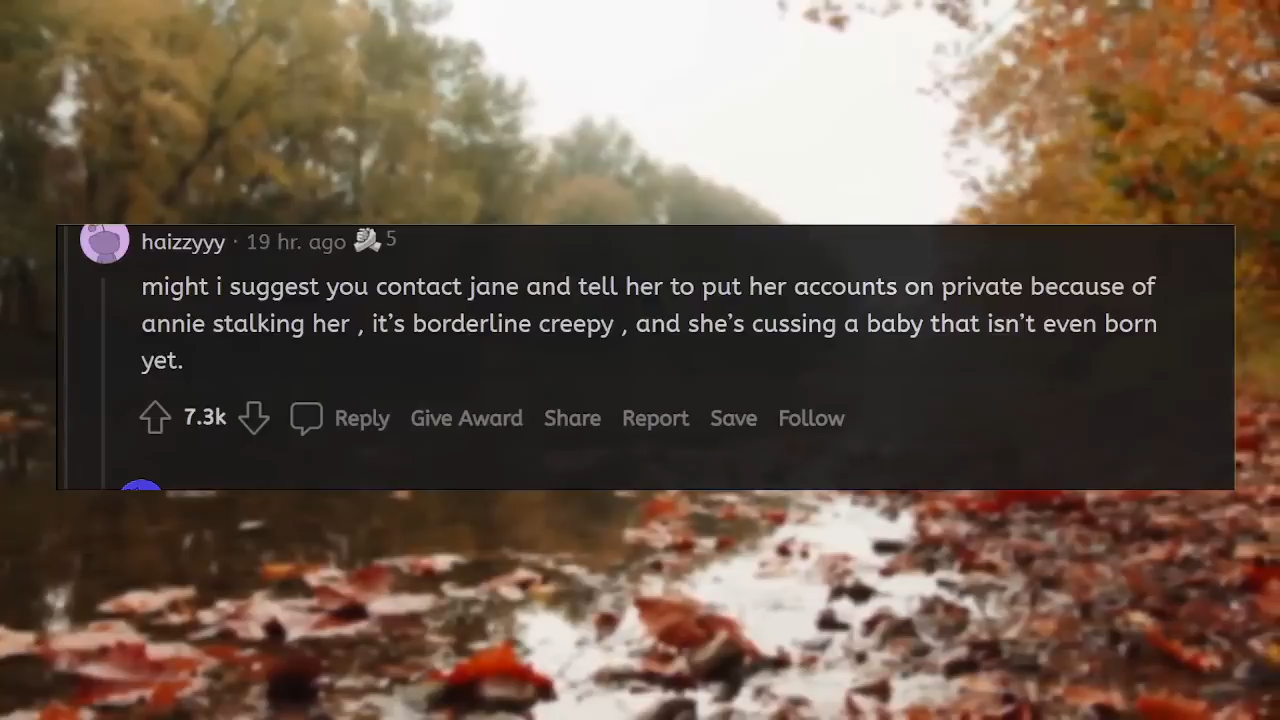 haizzyyy · 19 hr. ago 5
might i suggest you contact jane and tell her to put her accounts on private because of
annie stalking her , it’s borderline creepy , and she’s cussing a baby that isn’t even born
yet.
7.3k Reply Give Award Share Report Save Follow